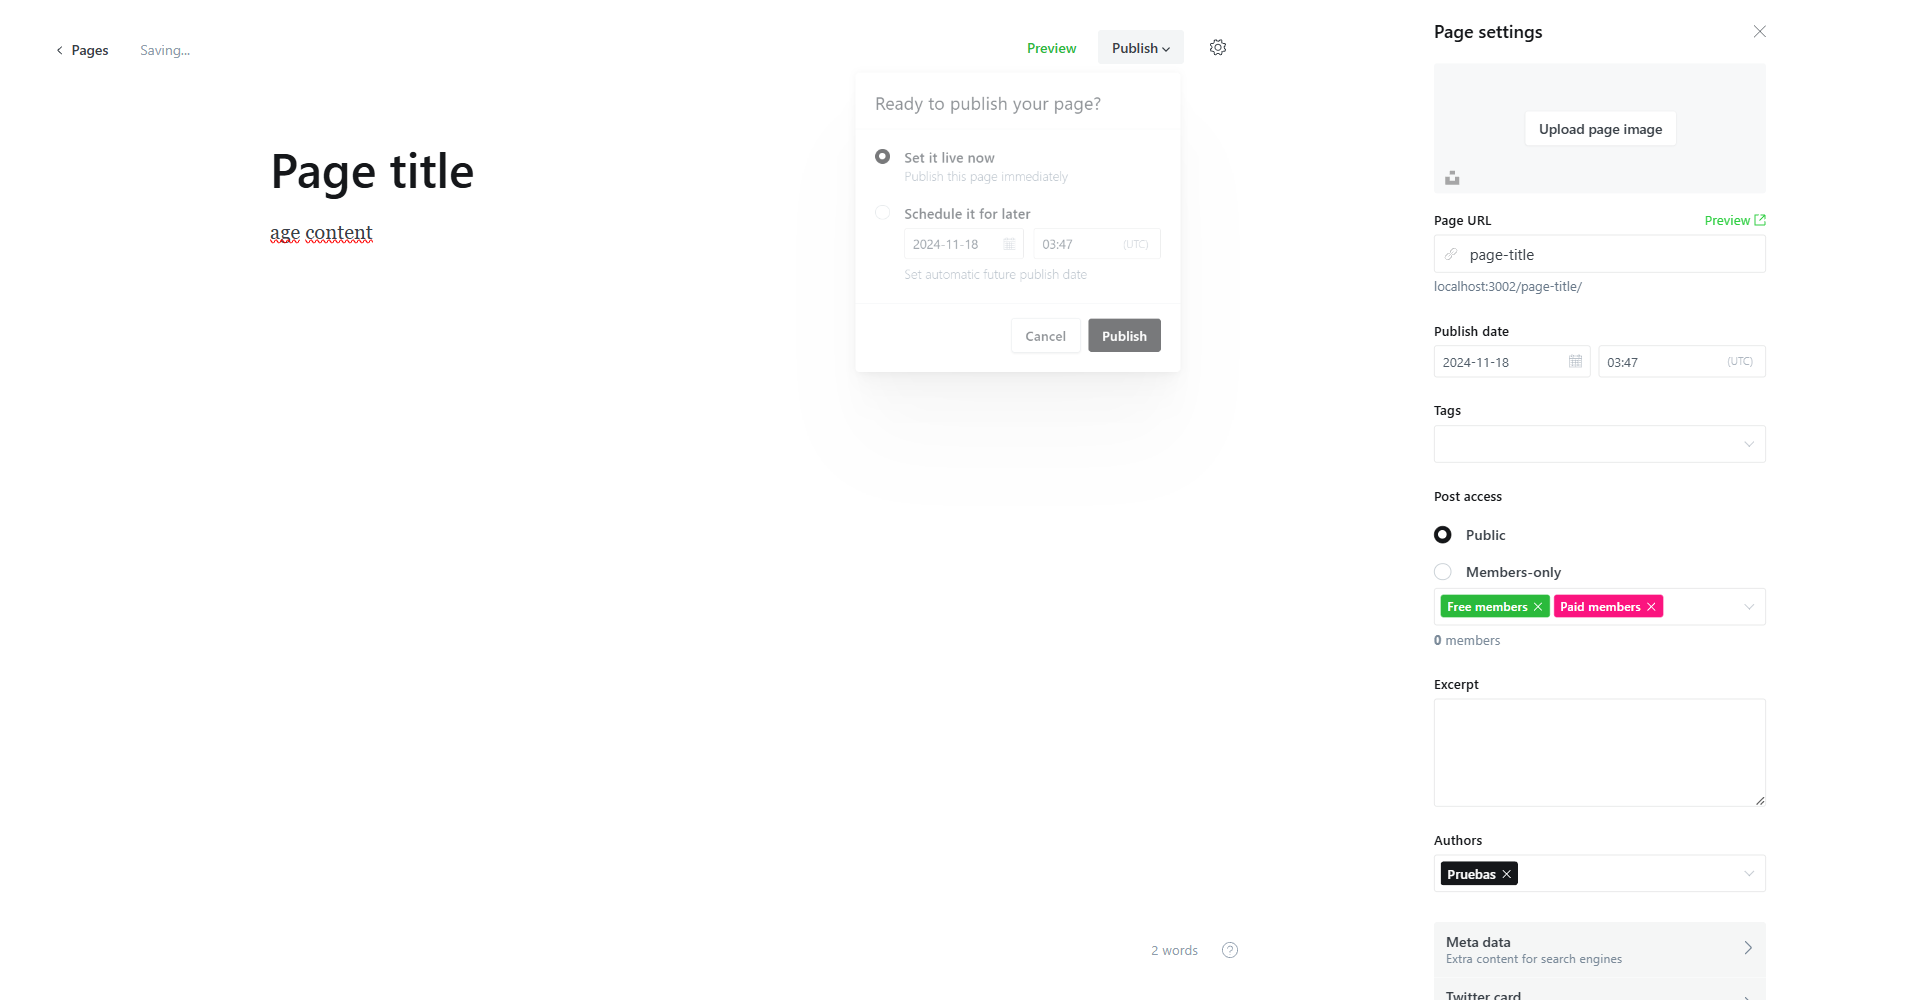 Pages
Saving...
Preview
Publish
Ready to publish your page?
Set it live now
Publish this page immediately
Schedule it for later
2024-11-18
03:47
(UTC)
Set automatic future publish date
Cancel
Publish
Page title
age content
2 words
?
Page settings
Upload page image
Page URL
Preview
page-title
localhost:3002/page-title/
Publish date
2024-11-18
03:47
(UTC)
Tags
Post access
Public
Members-only
Free members
Paid members
0 members
Excerpt
Authors
Pruebas
Meta data
Extra content for search engines
Twitter card